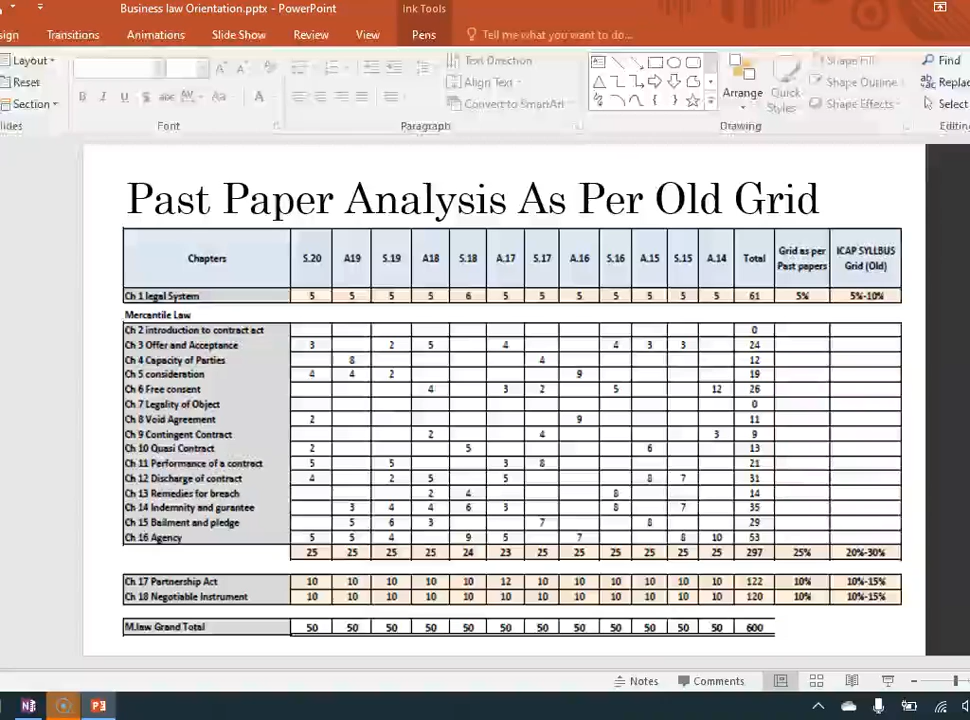 Business law Orientation.pptx - PowerPoint
Ink Tools
sign Transitions Animations Slide Show Review View Pens Tell me what you want to do...
Layout
Reset
Section
Text Direction
Align Text
Convert to SmartArt
Arrange
Quick
Styles
Shape Fill
Shape Outline
Shape Effects
Find
Replac
Select
lides Font Paragraph Drawing Editing
Past Paper Analysis As Per Old Grid
Chapters S.20 A19 S.19 A18 S.18 A.17 S.17 A.16 S.16 A.15 S.15 A.14 Total Grid as per Past papers ICAP SYLLBUS Grid (Old)
Ch 1 legal System 5 5 5 5 6 5 5 5 5 5 5 5 61 5% 5%-10%
Mercantile Law
Ch 2 introduction to contract act 0
Ch 3 Offer and Acceptance 3 2 5 4 4 3 3 24
Ch 4 Capacity of Parties 8 4 12
Ch 5 consideration 4 4 2 9 19
Ch 6 Free consent 4 3 2 5 12 26
Ch 7 Legality of Object 0
Ch 8 Void Agreement 2 9 11
Ch 9 Contingent Contract 2 4 3 9
Ch 10 Quasi Contract 2 5 6 13
Ch 11 Performance of a contract 5 5 3 8 21
Ch 12 Discharge of contract 4 2 5 5 8 7 31
Ch 13 Remedies for breach 2 4 8 14
Ch 14 Indemnity and gurantee 3 4 4 6 3 8 7 35
Ch 15 Bailment and pledge 5 6 3 7 8 29
Ch 16 Agency 5 5 4 9 5 7 8 10 53
25 25 25 25 24 23 25 25 25 25 25 25 297 25% 20%-30%
Ch 17 Partnership Act 10 10 10 10 10 12 10 10 10 10 10 10 122 10% 10%-15%
Ch 18 Negotiable Instrument 10 10 10 10 10 10 10 10 10 10 10 10 120 10% 10%-15%
M.law Grand Total 50 50 50 50 50 50 50 50 50 50 50 50 600
Notes Comments